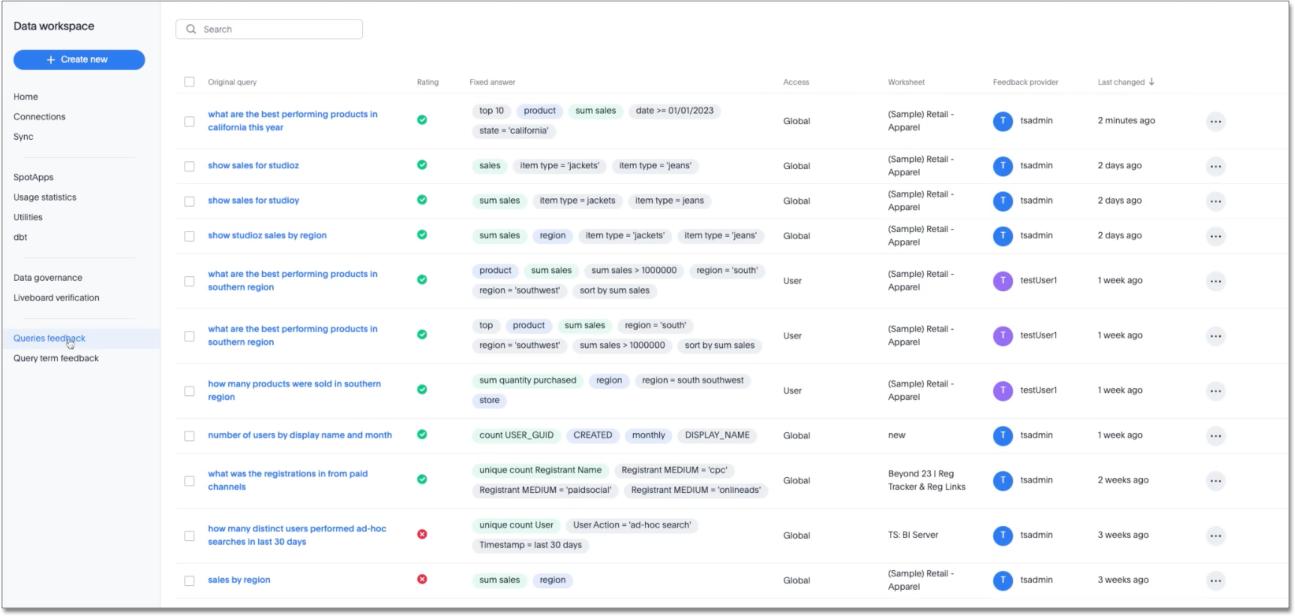 Data workspace
Search
+ Create new
Home
Connections
Sync
SpotApps
Usage statistics
Utilities
dbt
Data governance
Liveboard verification
Queries feedback
Query term feedback
Original query Rating Fixed answer Access Worksheet Feedback provider Last changed ↓
what are the best performing products in
california this year
top 10 product sum sales date >= 01/01/2023
state = 'california'
Global
(Sample) Retail -
Apparel
T tsadmin
2 minutes ago
show sales for studioz
sales item type = 'jackets' item type = 'jeans'
Global
(Sample) Retail -
Apparel
T tsadmin
2 days ago
show sales for studioy
sum sales item type = jackets item type = jeans
Global
(Sample) Retail -
Apparel
T tsadmin
2 days ago
show studioz sales by region
sum sales region item type = 'jackets' item type = 'jeans'
Global
(Sample) Retail -
Apparel
T tsadmin
2 days ago
what are the best performing products in
southern region
product sum sales sum sales > 1000000 region = 'south'
region = 'southwest' sort by sum sales
User
(Sample) Retail -
Apparel
T testUser1
1 week ago
what are the best performing products in
southern region
top product sum sales region = 'south'
region = 'southwest' sum sales > 1000000 sort by sum sales
User
(Sample) Retail -
Apparel
T testUser1
1 week ago
how many products were sold in southern
region
sum quantity purchased region region = south southwest
store
User
(Sample) Retail -
Apparel
T testUser1
1 week ago
number of users by display name and month
count USER_GUID CREATED monthly DISPLAY_NAME
Global
new
T tsadmin
1 week ago
what was the registrations in from paid
channels
unique count Registrant Name Registrant MEDIUM = 'cpc'
Registrant MEDIUM = 'paidsocial' Registrant MEDIUM = 'onlineads'
Global
Beyond 23 | Reg
Tracker & Reg Links
T tsadmin
2 weeks ago
how many distinct users performed ad-hoc
searches in last 30 days
unique count User User Action = 'ad-hoc search'
Timestamp = last 30 days
Global
TS: BI Server
T tsadmin
3 weeks ago
sales by region
sum sales region
Global
(Sample) Retail -
Apparel
T tsadmin
3 weeks ago